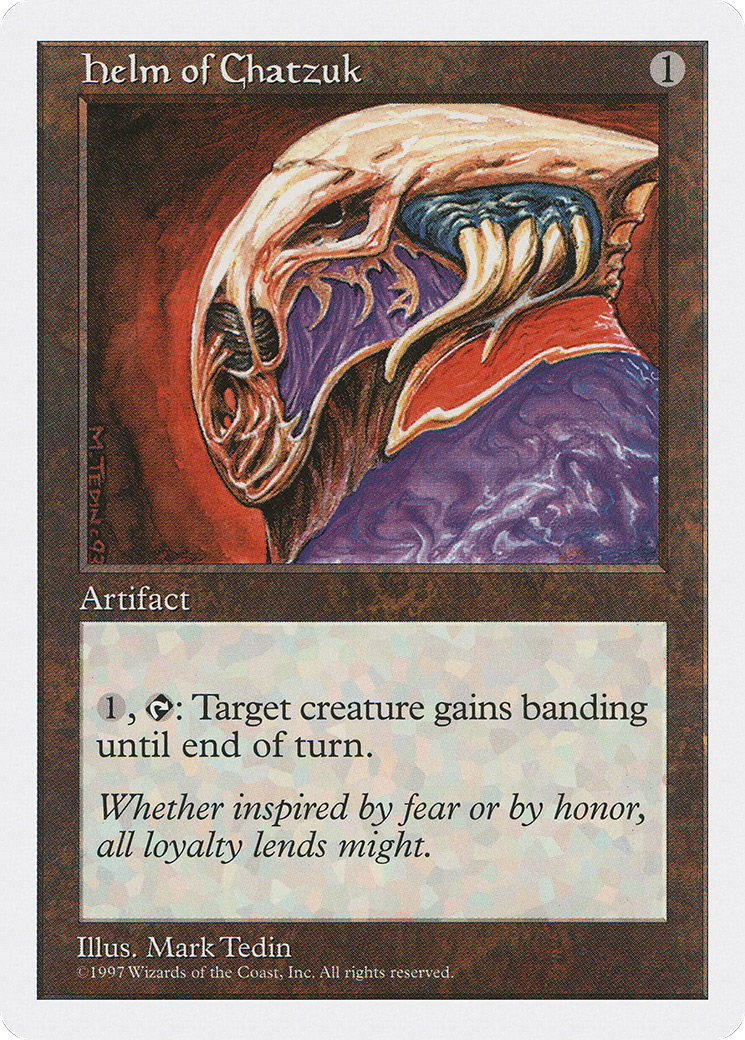 Helm of Chatzuk 1
M. TEDIN © 93
Artifact
1, : Target creature gains banding
until end of turn.
Whether inspired by fear or by honor,
all loyalty lends might.
Illus. Mark Tedin
©1997 Wizards of the Coast, Inc. All rights reserved.